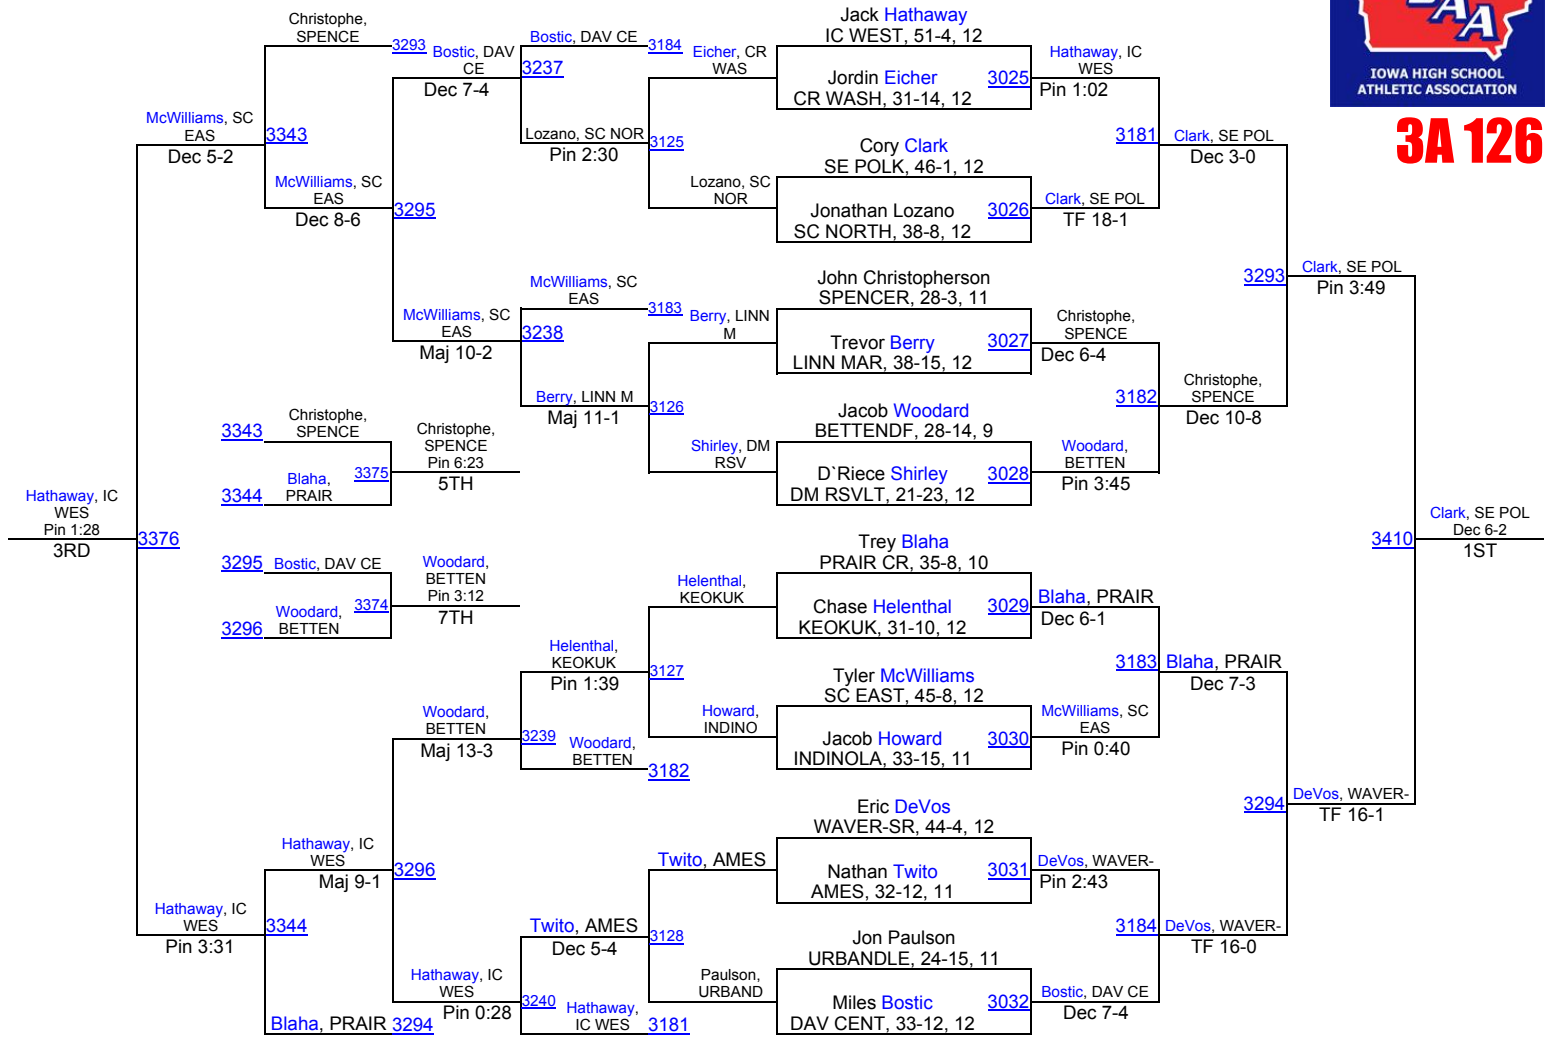 Christophe,
SPENCE
3293
Bostic, DAV
CE
Dec 7-4
Bostic, DAV CE
3184
3237
Eicher, CR
WAS
Jack Hathaway
IC WEST, 51-4, 12
Jordin Eicher
CR WASH, 31-14, 12
3025
Hathaway, IC
WES
Pin 1:02
AA
IOWA HIGH SCHOOL
ATHLETIC ASSOCIATION
3A 126
McWilliams, SC
EAS
Dec 5-2
3343
Lozano, SC NOR
Pin 2:30
3125
Cory Clark
SE POLK, 46-1, 12
3181
Clark, SE POL
Dec 3-0
McWilliams, SC
EAS
Dec 8-6
3295
Lozano, SC
NOR
Jonathan Lozano
SC NORTH, 38-8, 12
3026
Clark, SE POL
TF 18-1
McWilliams, SC
EAS
3183
John Christopherson
SPENCER, 28-3, 11
3293
Clark, SE POL
Pin 3:49
McWilliams, SC
EAS
Maj 10-2
3238
Berry, LINN
M
Trevor Berry
LINN MAR, 38-15, 12
3027
Christophe,
SPENCE
Dec 6-4
Berry, LINN M
Maj 11-1
3126
Jacob Woodard
BETTENDF, 28-14, 9
3182
Christophe,
SPENCE
Dec 10-8
3343
Christophe,
SPENCE
Christophe,
SPENCE
Pin 6:23
5TH
3375
3344
Blaha,
PRAIR
Shirley, DM
RSV
D`Riece Shirley
DM RSVLT, 21-23, 12
3028
Woodard,
BETTEN
Pin 3:45
Hathaway, IC
WES
Pin 1:28
3RD
3376
Clark, SE POL
Dec 6-2
1ST
3410
3295
Bostic, DAV CE
3296
Woodard,
BETTEN
3374
Woodard,
BETTEN
Pin 3:12
7TH
Helenthal,
KEOKUK
Trey Blaha
PRAIR CR, 35-8, 10
Chase Helenthal
KEOKUK, 31-10, 12
3029
Blaha, PRAIR
Dec 6-1
Helenthal,
KEOKUK
Pin 1:39
3127
Tyler McWilliams
SC EAST, 45-8, 12
3183
Blaha, PRAIR
Dec 7-3
Woodard,
BETTEN
Maj 13-3
3239
Woodard,
BETTEN
3182
Howard,
INDINO
Jacob Howard
INDINOLA, 33-15, 11
3030
McWilliams, SC
EAS
Pin 0:40
Eric DeVos
WAVER-SR, 44-4, 12
3294
DeVos, WAVER-
TF 16-1
Hathaway, IC
WES
Maj 9-1
3296
Twito, AMES
Nathan Twito
AMES, 32-12, 11
3031
DeVos, WAVER-
Pin 2:43
Hathaway, IC
WES
Pin 3:31
3344
Twito, AMES
Dec 5-4
3128
Jon Paulson
URBANDLE, 24-15, 11
3184
DeVos, WAVER-
TF 16-0
Hathaway, IC
WES
Pin 0:28
3240
Paulson,
URBAND
Miles Bostic
DAV CENT, 33-12, 12
3032
Bostic, DAV CE
Dec 7-4
Blaha, PRAIR
3294
Hathaway,
IC WES
3181